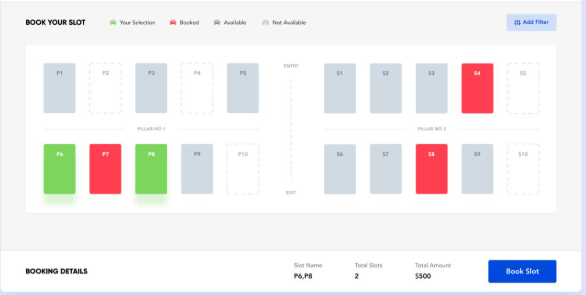 BOOK YOUR SLOT
Your Selection
Booked
Available
Not Available
Add Filter
P1 P2 P3 P4 P5
ENTRY
S1 S2 S3 S4 S5
PILLAR NO 1
PILLAR NO 2
P6 P7 P8 P9 P10
S6 S7 S8 S9 S10
EXIT
BOOKING DETAILS
Slot Name Total Slots Total Amount
P6,P8 2 $500
Book Slot